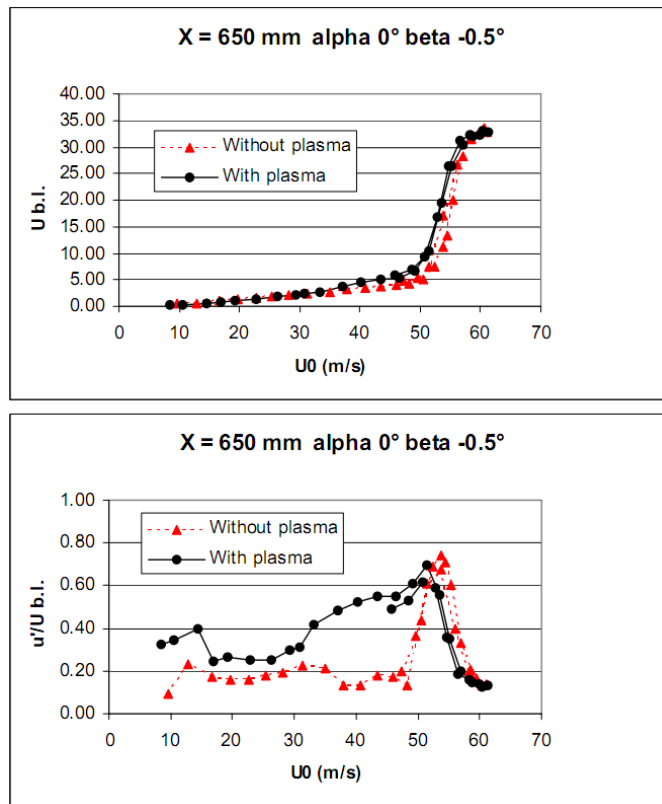 X = 650 mm alpha 0° beta -0.5°
40.00
35.00
30.00
25.00
20.00
15.00
10.00
5.00
0.00
U b.l.
Without plasma
With plasma
0 10 20 30 40 50 60 70
U0 (m/s)
X = 650 mm alpha 0° beta -0.5°
1.00
0.80
0.60
0.40
0.20
0.00
u'/U b.l.
Without plasma
With plasma
0 10 20 30 40 50 60 70
U0 (m/s)